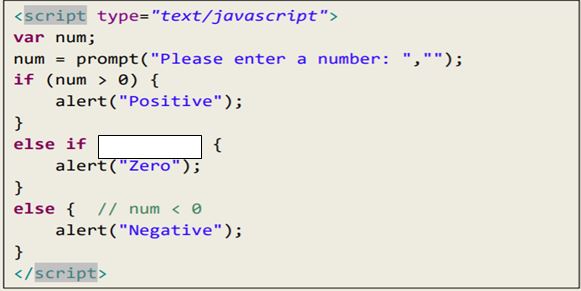 <script type="text/javascript">
var num;
num = prompt("Please enter a number: ","");
if (num > 0) {
    alert("Positive");
}
else if  {
    alert("Zero");
}
else {  // num < 0
    alert("Negative");
}
</script>